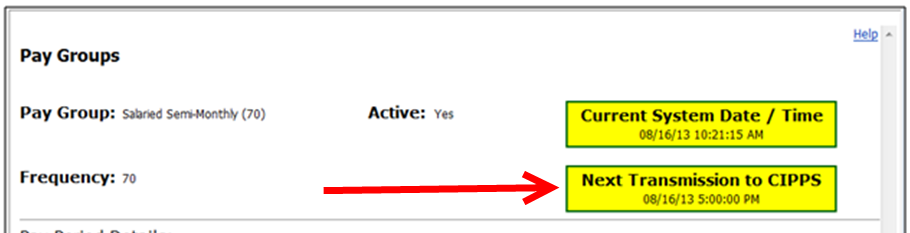 Help
Pay Groups
Pay Group: Salaried Semi-Monthly (70) Active: Yes
Current System Date / Time
08/16/13 10:21:15 AM
Frequency: 70
Next Transmission to CIPPS
08/16/13 5:00:00 PM